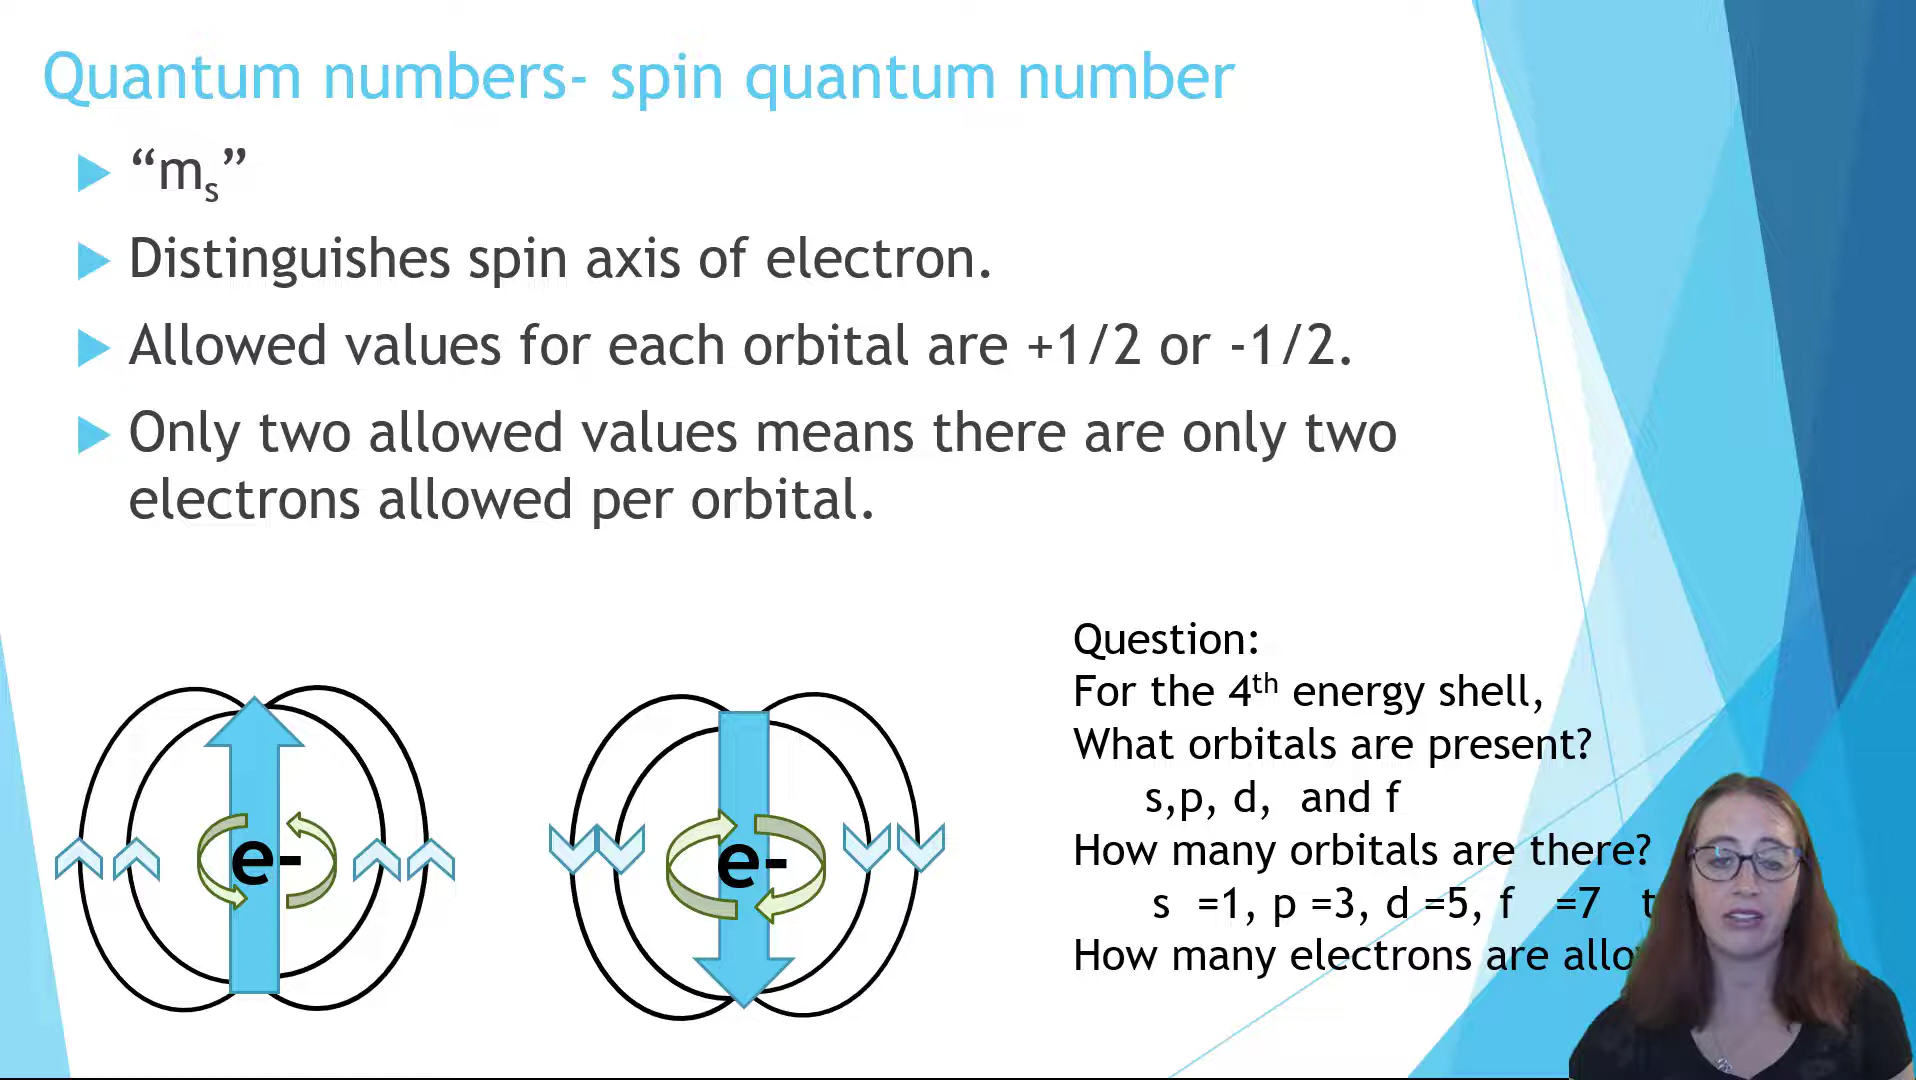 Quantum numbers- spin quantum number
“ms”
Distinguishes spin axis of electron.
Allowed values for each orbital are +1/2 or -1/2.
Only two allowed values means there are only two
electrons allowed per orbital.
e-
e-
Question:
For the 4th energy shell,
What orbitals are present?
s,p, d, and f
How many orbitals are there?
s =1, p =3, d =5, f =7
How many electrons are